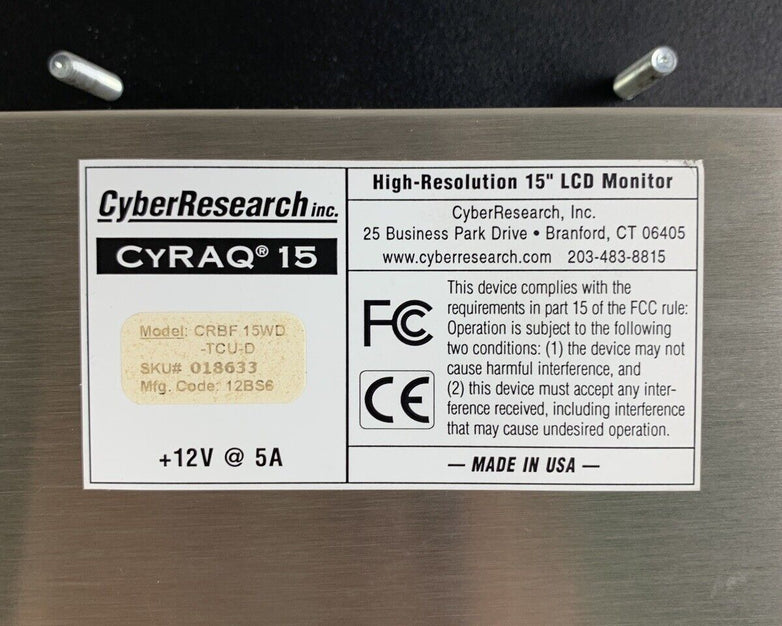 CyberResearch inc.
CYRAQ® 15
Model: CRBF 15WD
-TCU-D
SKU# 018633
Mfg. Code: 12BS6
+12V @ 5A
High-Resolution 15" LCD Monitor
CyberResearch, Inc.
25 Business Park Drive • Branford, CT 06405
www.cyberresearch.com 203-483-8815
FC
CE
This device complies with the
requirements in part 15 of the FCC rule:
Operation is subject to the following
two conditions: (1) the device may not
cause harmful interference, and
(2) this device must accept any inter-
ference received, including interference
that may cause undesired operation.
— MADE IN USA —